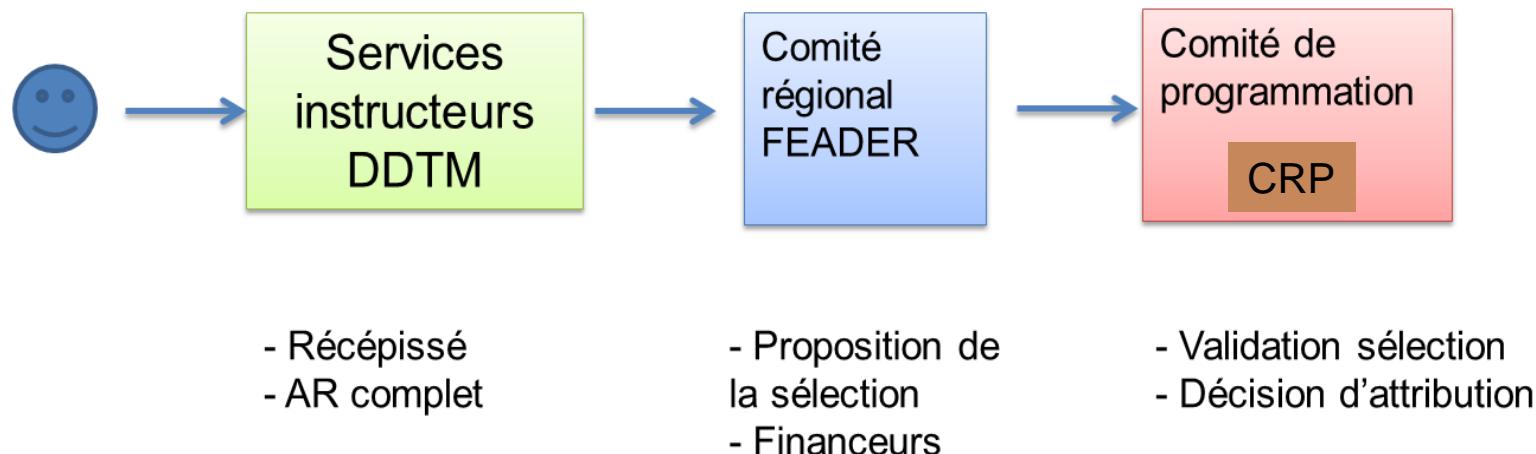 Services
instructeurs
DDTM
Comité
régional
FEADER
Comité de
programmation
CRP
- Récépissé
- AR complet
- Proposition de
la sélection
- Financeurs
- Validation sélection
- Décision d’attribution